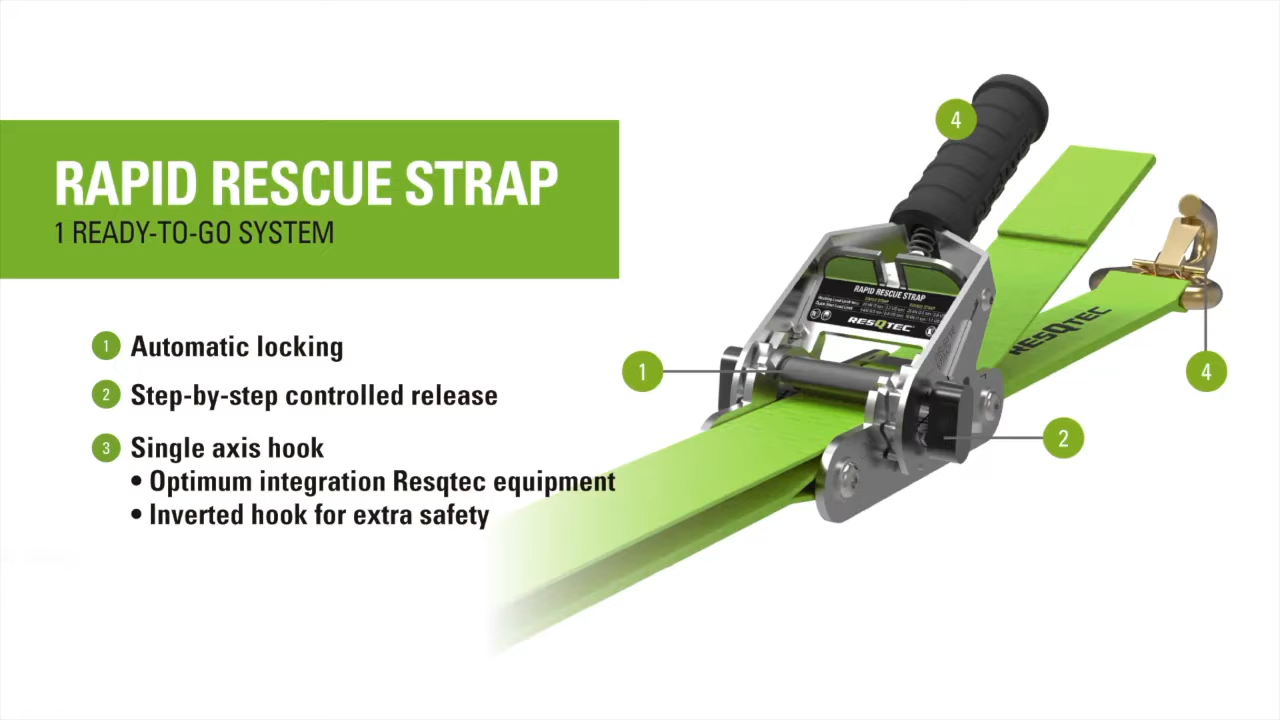 RAPID RESCUE STRAP
1 READY-TO-GO SYSTEM
1 Automatic locking
2 Step-by-step controlled release
3 Single axis hook
• Optimum integration Resqtec equipment
• Inverted hook for extra safety
4
RAPID RESCUE STRAP
RESQTEC
RESQTEC
1
4
2